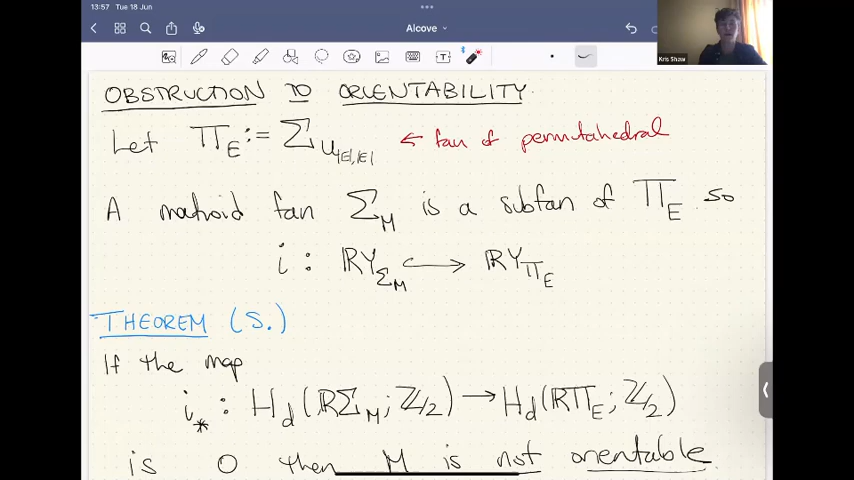 13:57 Tue 18 Jun
Alcove
Kris Shaw
OBSTRUCTION TO ORIENTABILITY.
Let Π_E := Σ_{U_{|E|,|E|}} ← fan of permutahedral
A matroid fan Σ_M is a subfan of Π_E so
i : ℝY_{Σ_M} ↪ ℝY_{Π_E}
THEOREM (S.)
If the map
i_* : H_d(ℝΣ_M; ℤ/2) → H_d(ℝΠ_E; ℤ/2)
is 0 then M is not orientable.